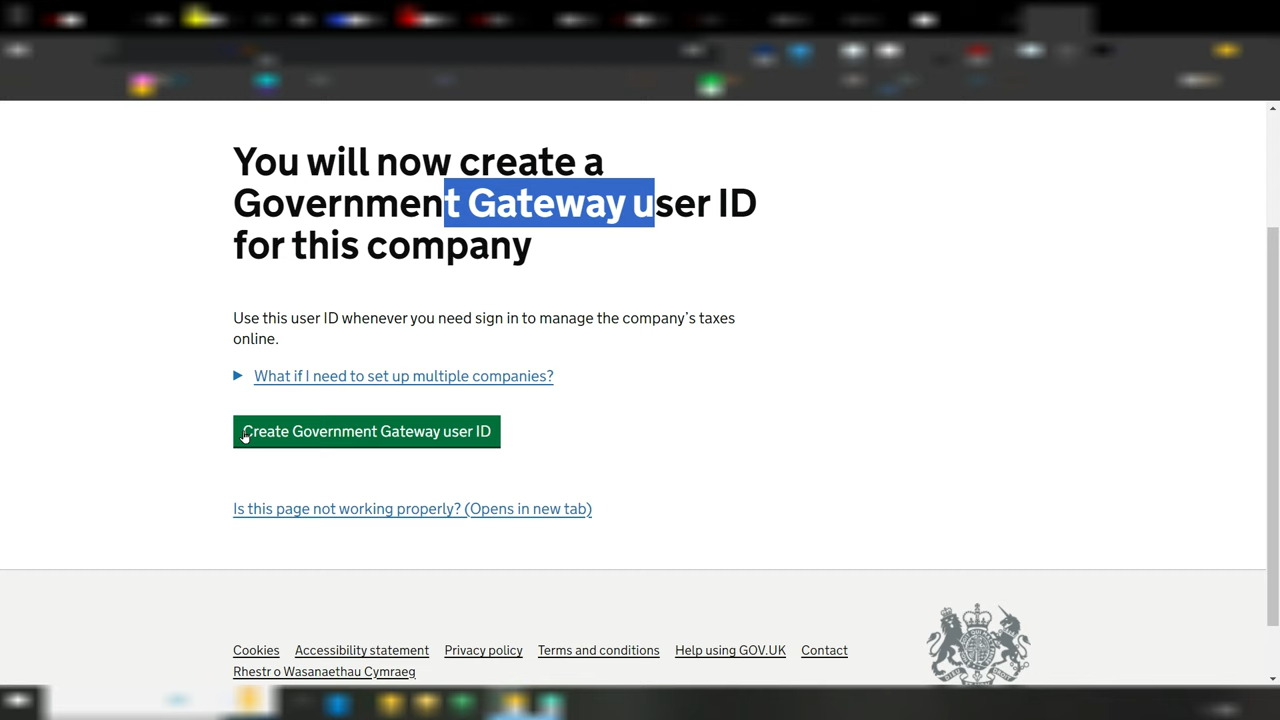 You will now create a
Government Gateway user ID
for this company
Use this user ID whenever you need sign in to manage the company's taxes
online.
What if I need to set up multiple companies?
Create Government Gateway user ID
Is this page not working properly? (Opens in new tab)
Cookies Accessibility statement Privacy policy Terms and conditions Help using GOV.UK Contact
Rhestr o Wasanaethau Cymraeg